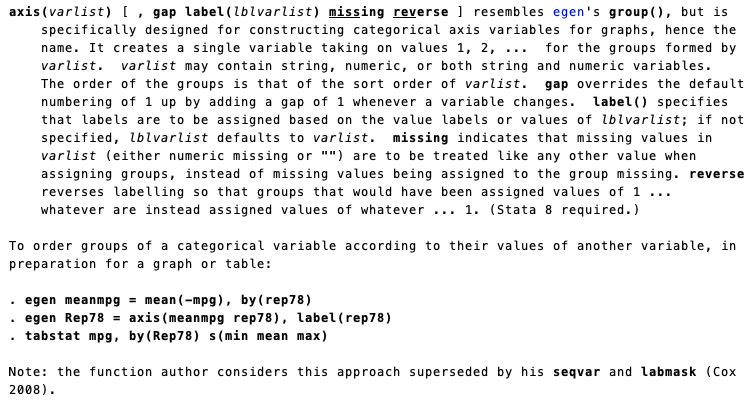 axis(varlist) [ , gap label(lblvarlist) missing reverse ] resembles egen's group(), but is
specifically designed for constructing categorical axis variables for graphs, hence the
name. It creates a single variable taking on values 1, 2, ... for the groups formed by
varlist. varlist may contain string, numeric, or both string and numeric variables.
The order of the groups is that of the sort order of varlist. gap overrides the default
numbering of 1 up by adding a gap of 1 whenever a variable changes. label() specifies
that labels are to be assigned based on the value labels or values of lblvarlist; if not
specified, lblvarlist defaults to varlist. missing indicates that missing values in
varlist (either numeric missing or "") are to be treated like any other value when
assigning groups, instead of missing values being assigned to the group missing. reverse
reverses labelling so that groups that would have been assigned values of 1 ...
whatever are instead assigned values of whatever ... 1. (Stata 8 required.)
To order groups of a categorical variable according to their values of another variable, in
preparation for a graph or table:
. egen meanmpg = mean(-mpg), by(rep78)
. egen Rep78 = axis(meanmpg rep78), label(rep78)
. tabstat mpg, by(Rep78) s(min mean max)
Note: the function author considers this approach superseded by his seqvar and labmask (Cox
2008).